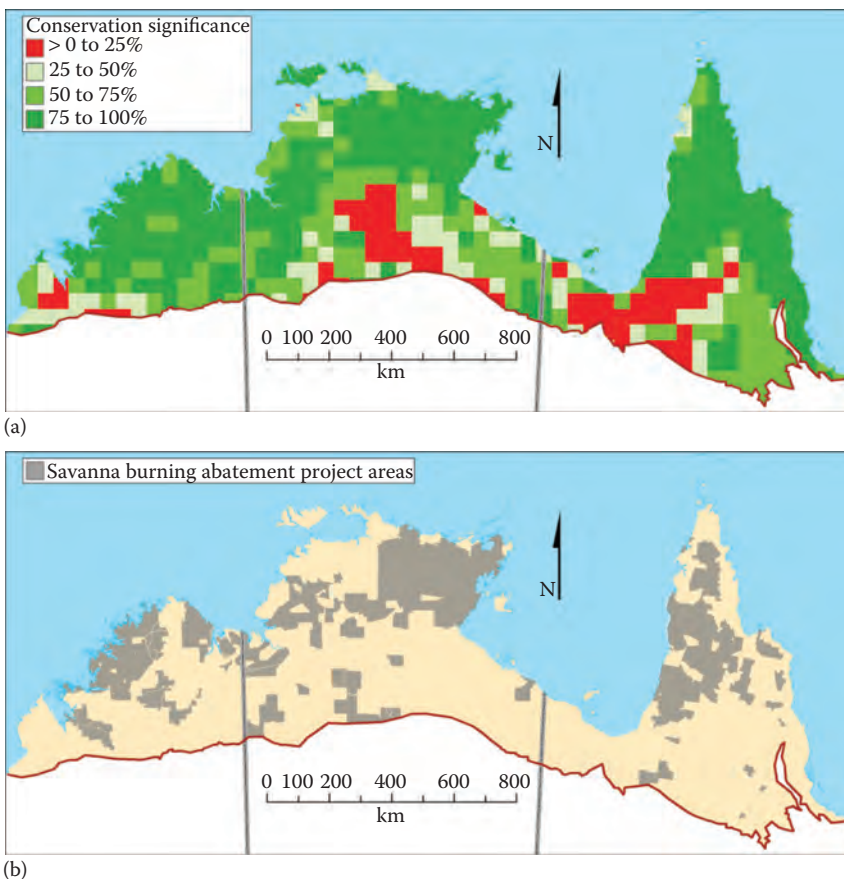 Conservation significance
> 0 to 25%
25 to 50%
50 to 75%
75 to 100%
N
0 100 200 400 600 800
km
(a)
Savanna burning abatement project areas
N
0 100 200 400 600 800
km
(b)